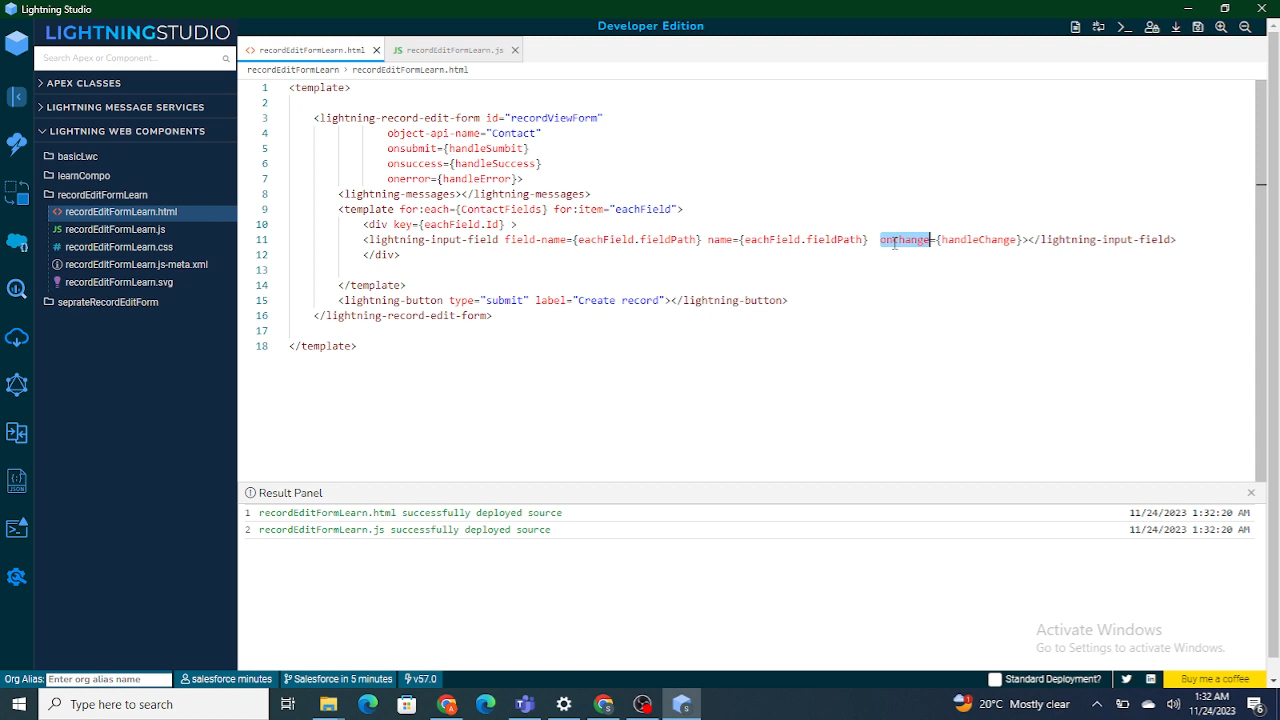 Lightning Studio
LIGHTNINGSTUDIO
Developer Edition
Search Apex or Component...
APEX CLASSES
LIGHTNING MESSAGE SERVICES
LIGHTNING WEB COMPONENTS
basicLwc
learnCompo
recordEditFormLearn
recordEditFormLearn.html
recordEditFormLearn.js
recordEditFormLearn.css
recordEditFormLearn.js-meta.xml
recordEditFormLearn.svg
seprateRecordEditForm
recordEditFormLearn.html
JS recordEditFormLearn.js
recordEditFormLearn > recordEditFormLearn.html
1 <template>
2
3 <lightning-record-edit-form id="recordViewForm"
4 object-api-name="Contact"
5 onsubmit={handleSumbit}
6 onsuccess={handleSuccess}
7 onerror={handleError}>
8 <lightning-messages></lightning-messages>
9 <template for:each={ContactFields} for:item="eachField">
10 <div key={eachField.Id} >
11 <lightning-input-field field-name={eachField.fieldPath} name={eachField.fieldPath} onchange={handleChange}></lightning-input-field>
12 </div>
13
14 </template>
15 <lightning-button type="submit" label="Create record"></lightning-button>
16 </lightning-record-edit-form>
17
18 </template>
Result Panel
1 recordEditFormLearn.html successfully deployed source 11/24/2023 1:32:20 AM
2 recordEditFormLearn.js successfully deployed source 11/24/2023 1:32:20 AM
Activate Windows
Go to Settings to activate Windows.
Org Alias: Enter org alias name salesforce minutes Salesforce in 5 minutes v57.0 Standard Deployment? Buy me a coffee
Type here to search
20°C Mostly clear
1:32 AM
11/24/2023